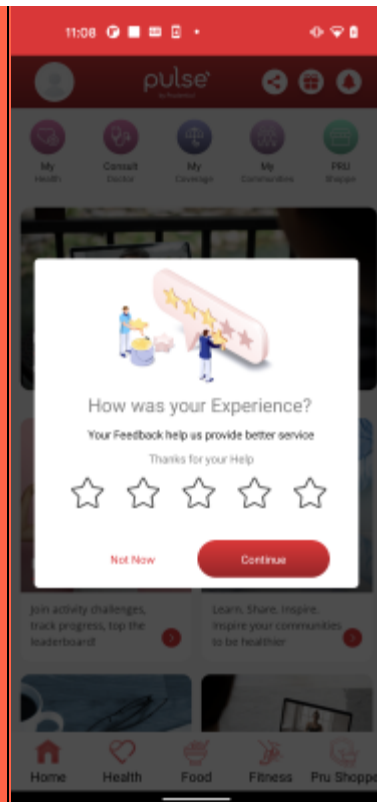 11:08
pulse
My
Health
Consult
Doctor
My
Coverage
My
Communities
PRU
Shoppe
How was your Experience?
Your Feedback help us provide better service
Thanks for your Help
Not Now
Continue
Join activity challenges,
track progress, top the
leaderboard!
Learn. Share. Inspire.
Inspire your communities
to be healthier
Home
Health
Food
Fitness
Pru Shoppe